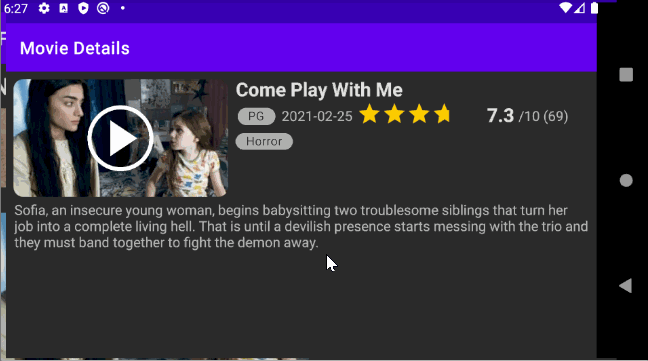 6:27
Movie Details
Come Play With Me
PG 2021-02-25 7.3 /10 (69)
Horror
Sofia, an insecure young woman, begins babysitting two troublesome siblings that turn her
job into a complete living hell. That is until a devilish presence starts messing with the trio and
they must band together to fight the demon away.